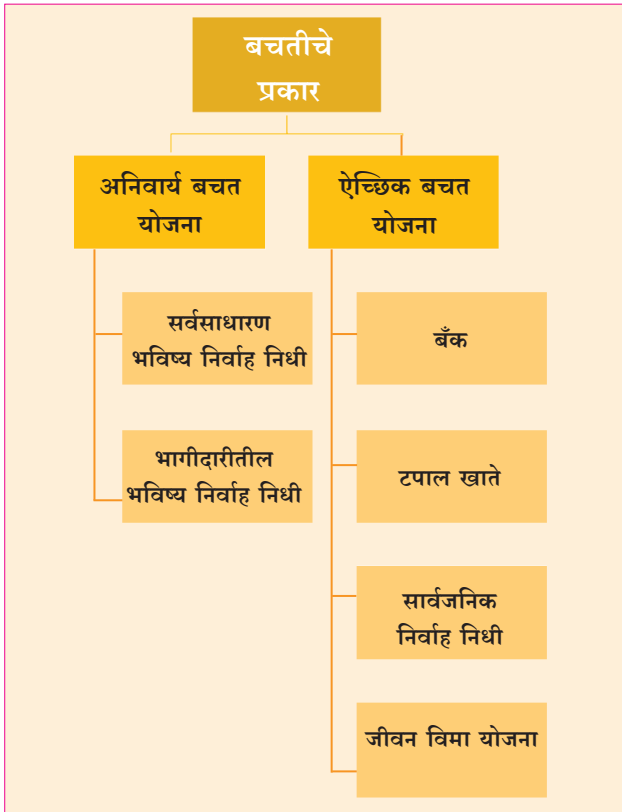 बचतीचे
प्रकार
अनिवार्य बचत
योजना
सर्वसाधारण
भविष्य निर्वाह निधी
भागीदारीतील
भविष्य निर्वाह निधी
ऐच्छिक बचत
योजना
बँक
टपाल खाते
सार्वजनिक
निर्वाह निधी
जीवन विमा योजना